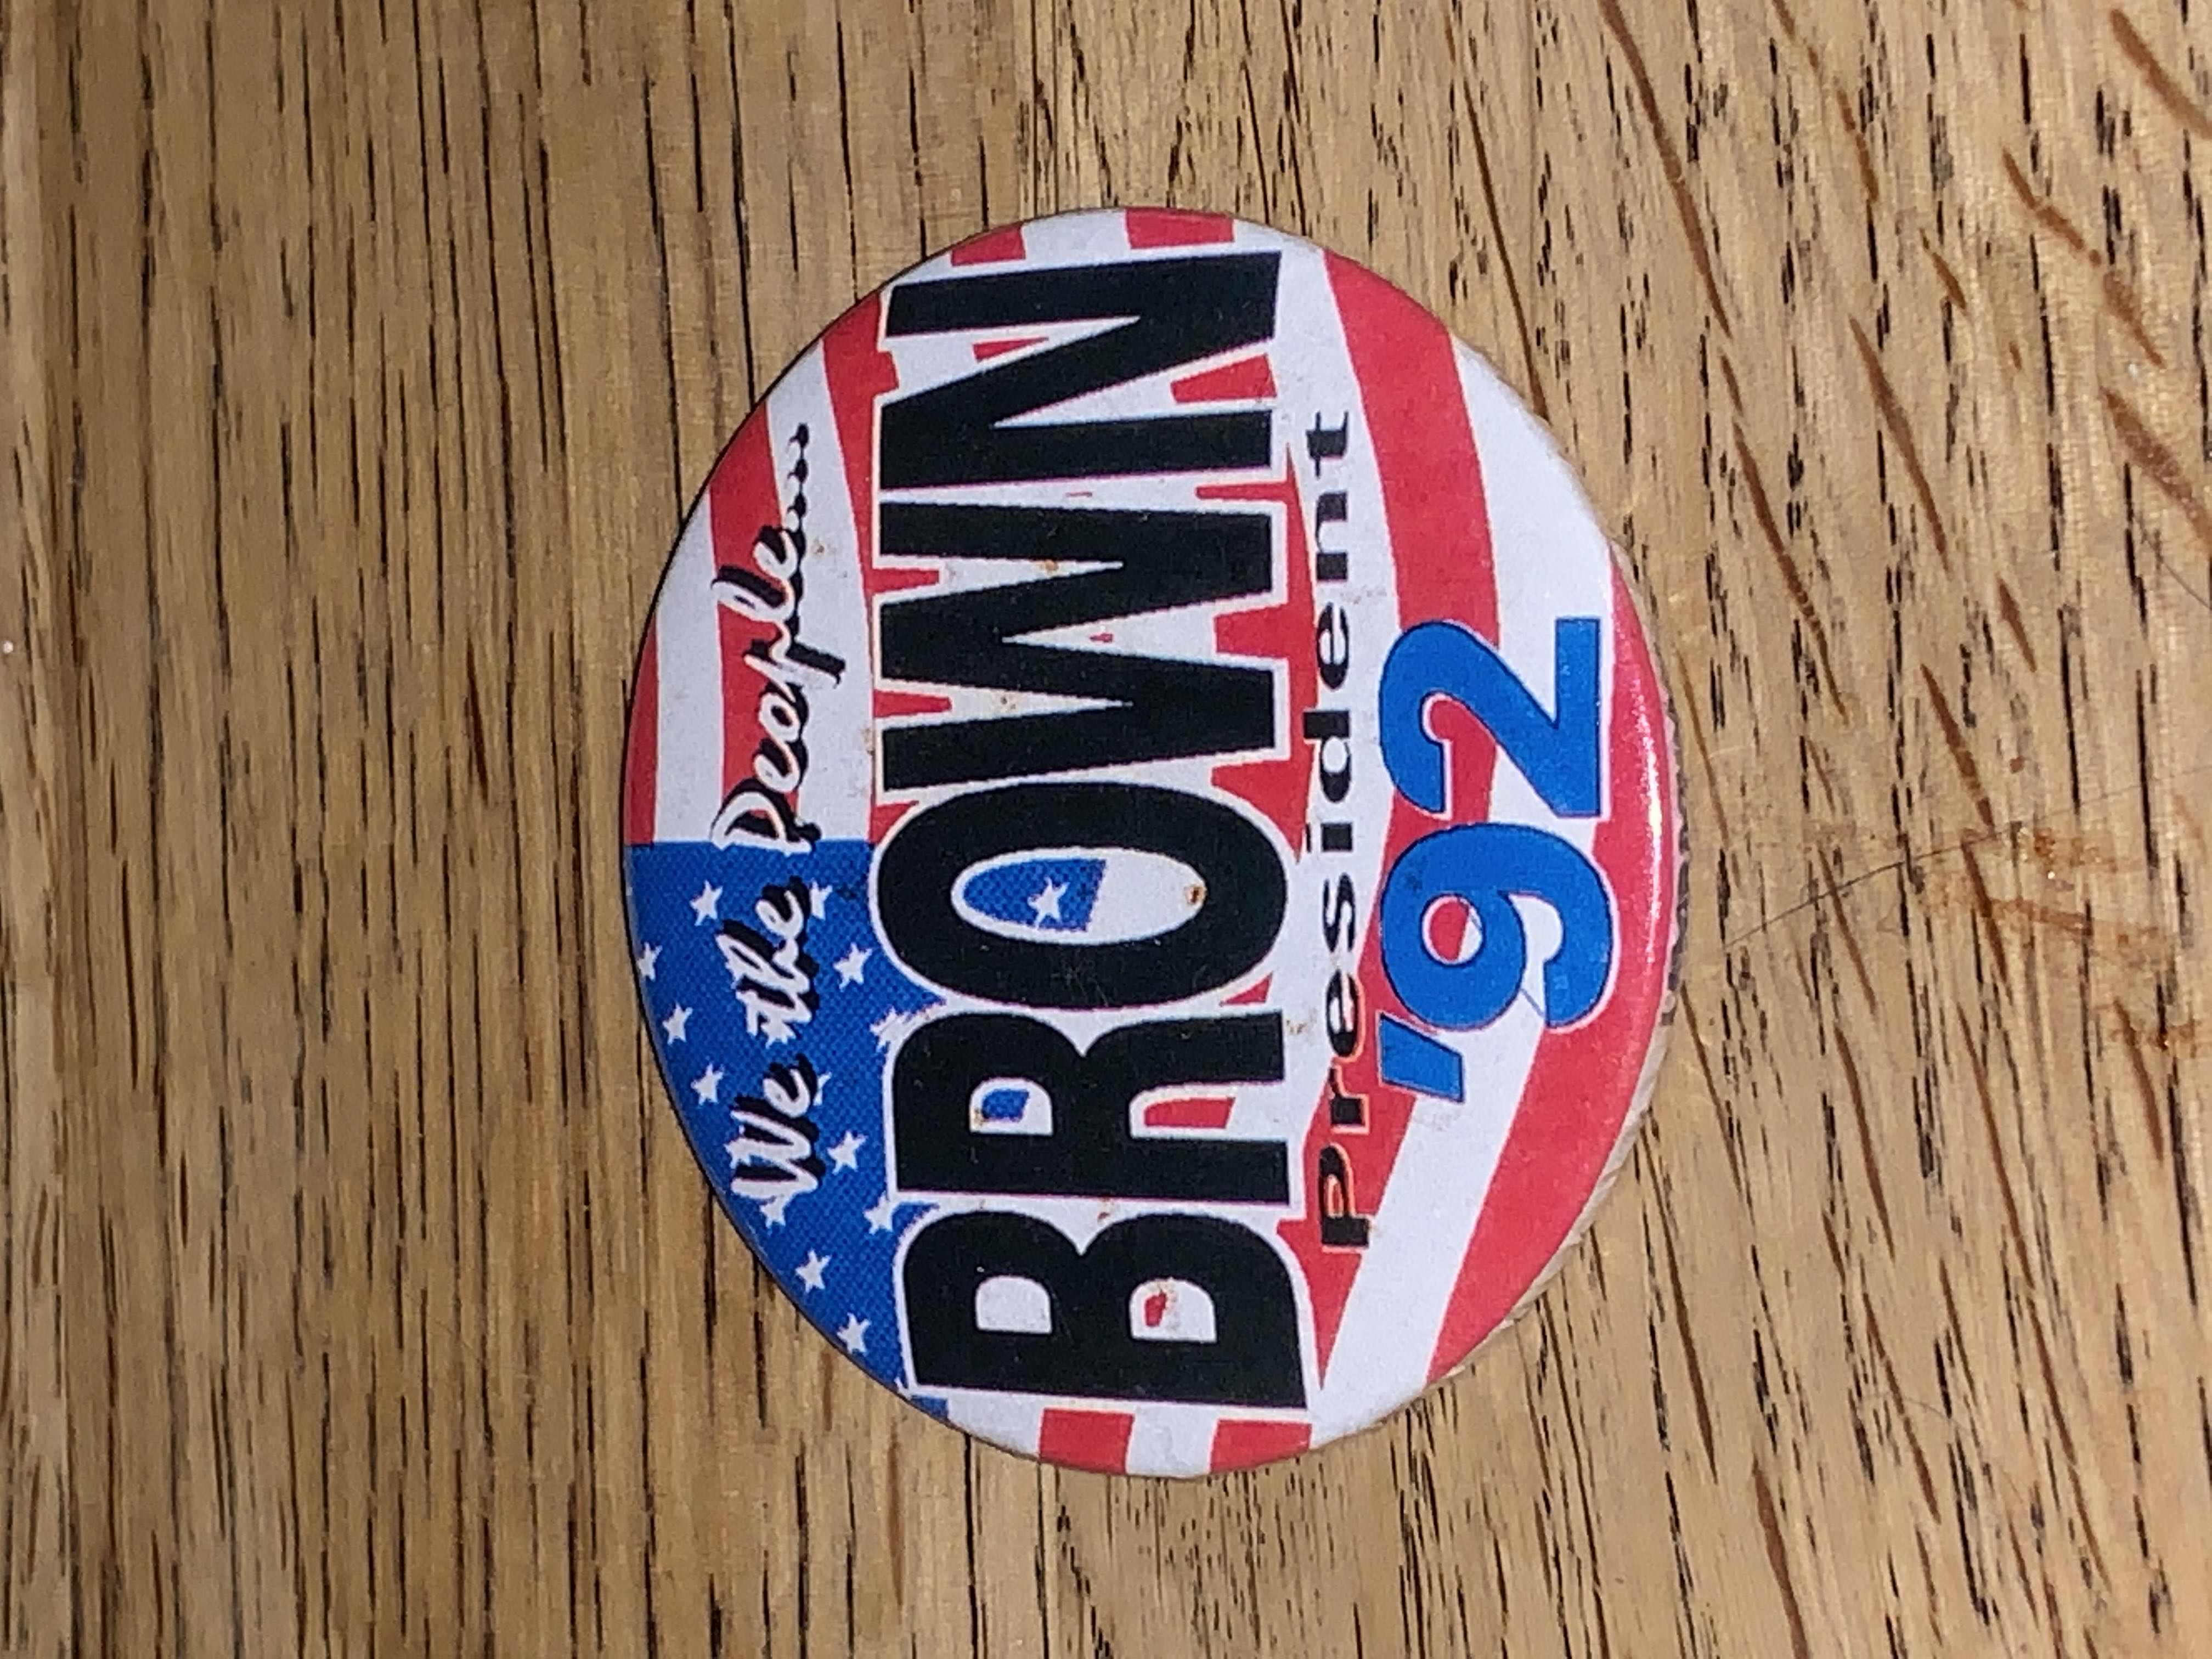 We the People...
BROWN
President
'92